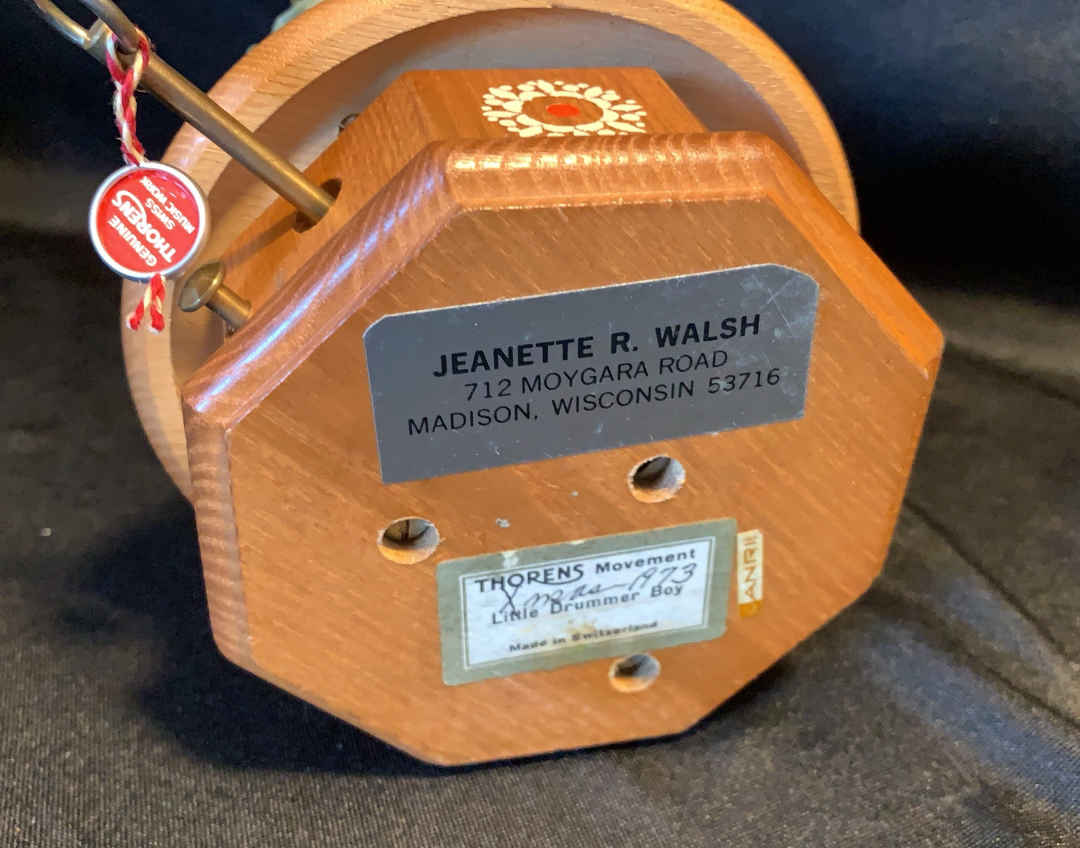 GENUINE
THORENS
SWISS
MUSIC WORK
JEANETTE R. WALSH
712 MOYGARA ROAD
MADISON, WISCONSIN 53716
THORENS Movement
Xmas-1973
Little Drummer Boy
Made in Switzerland
ANRI